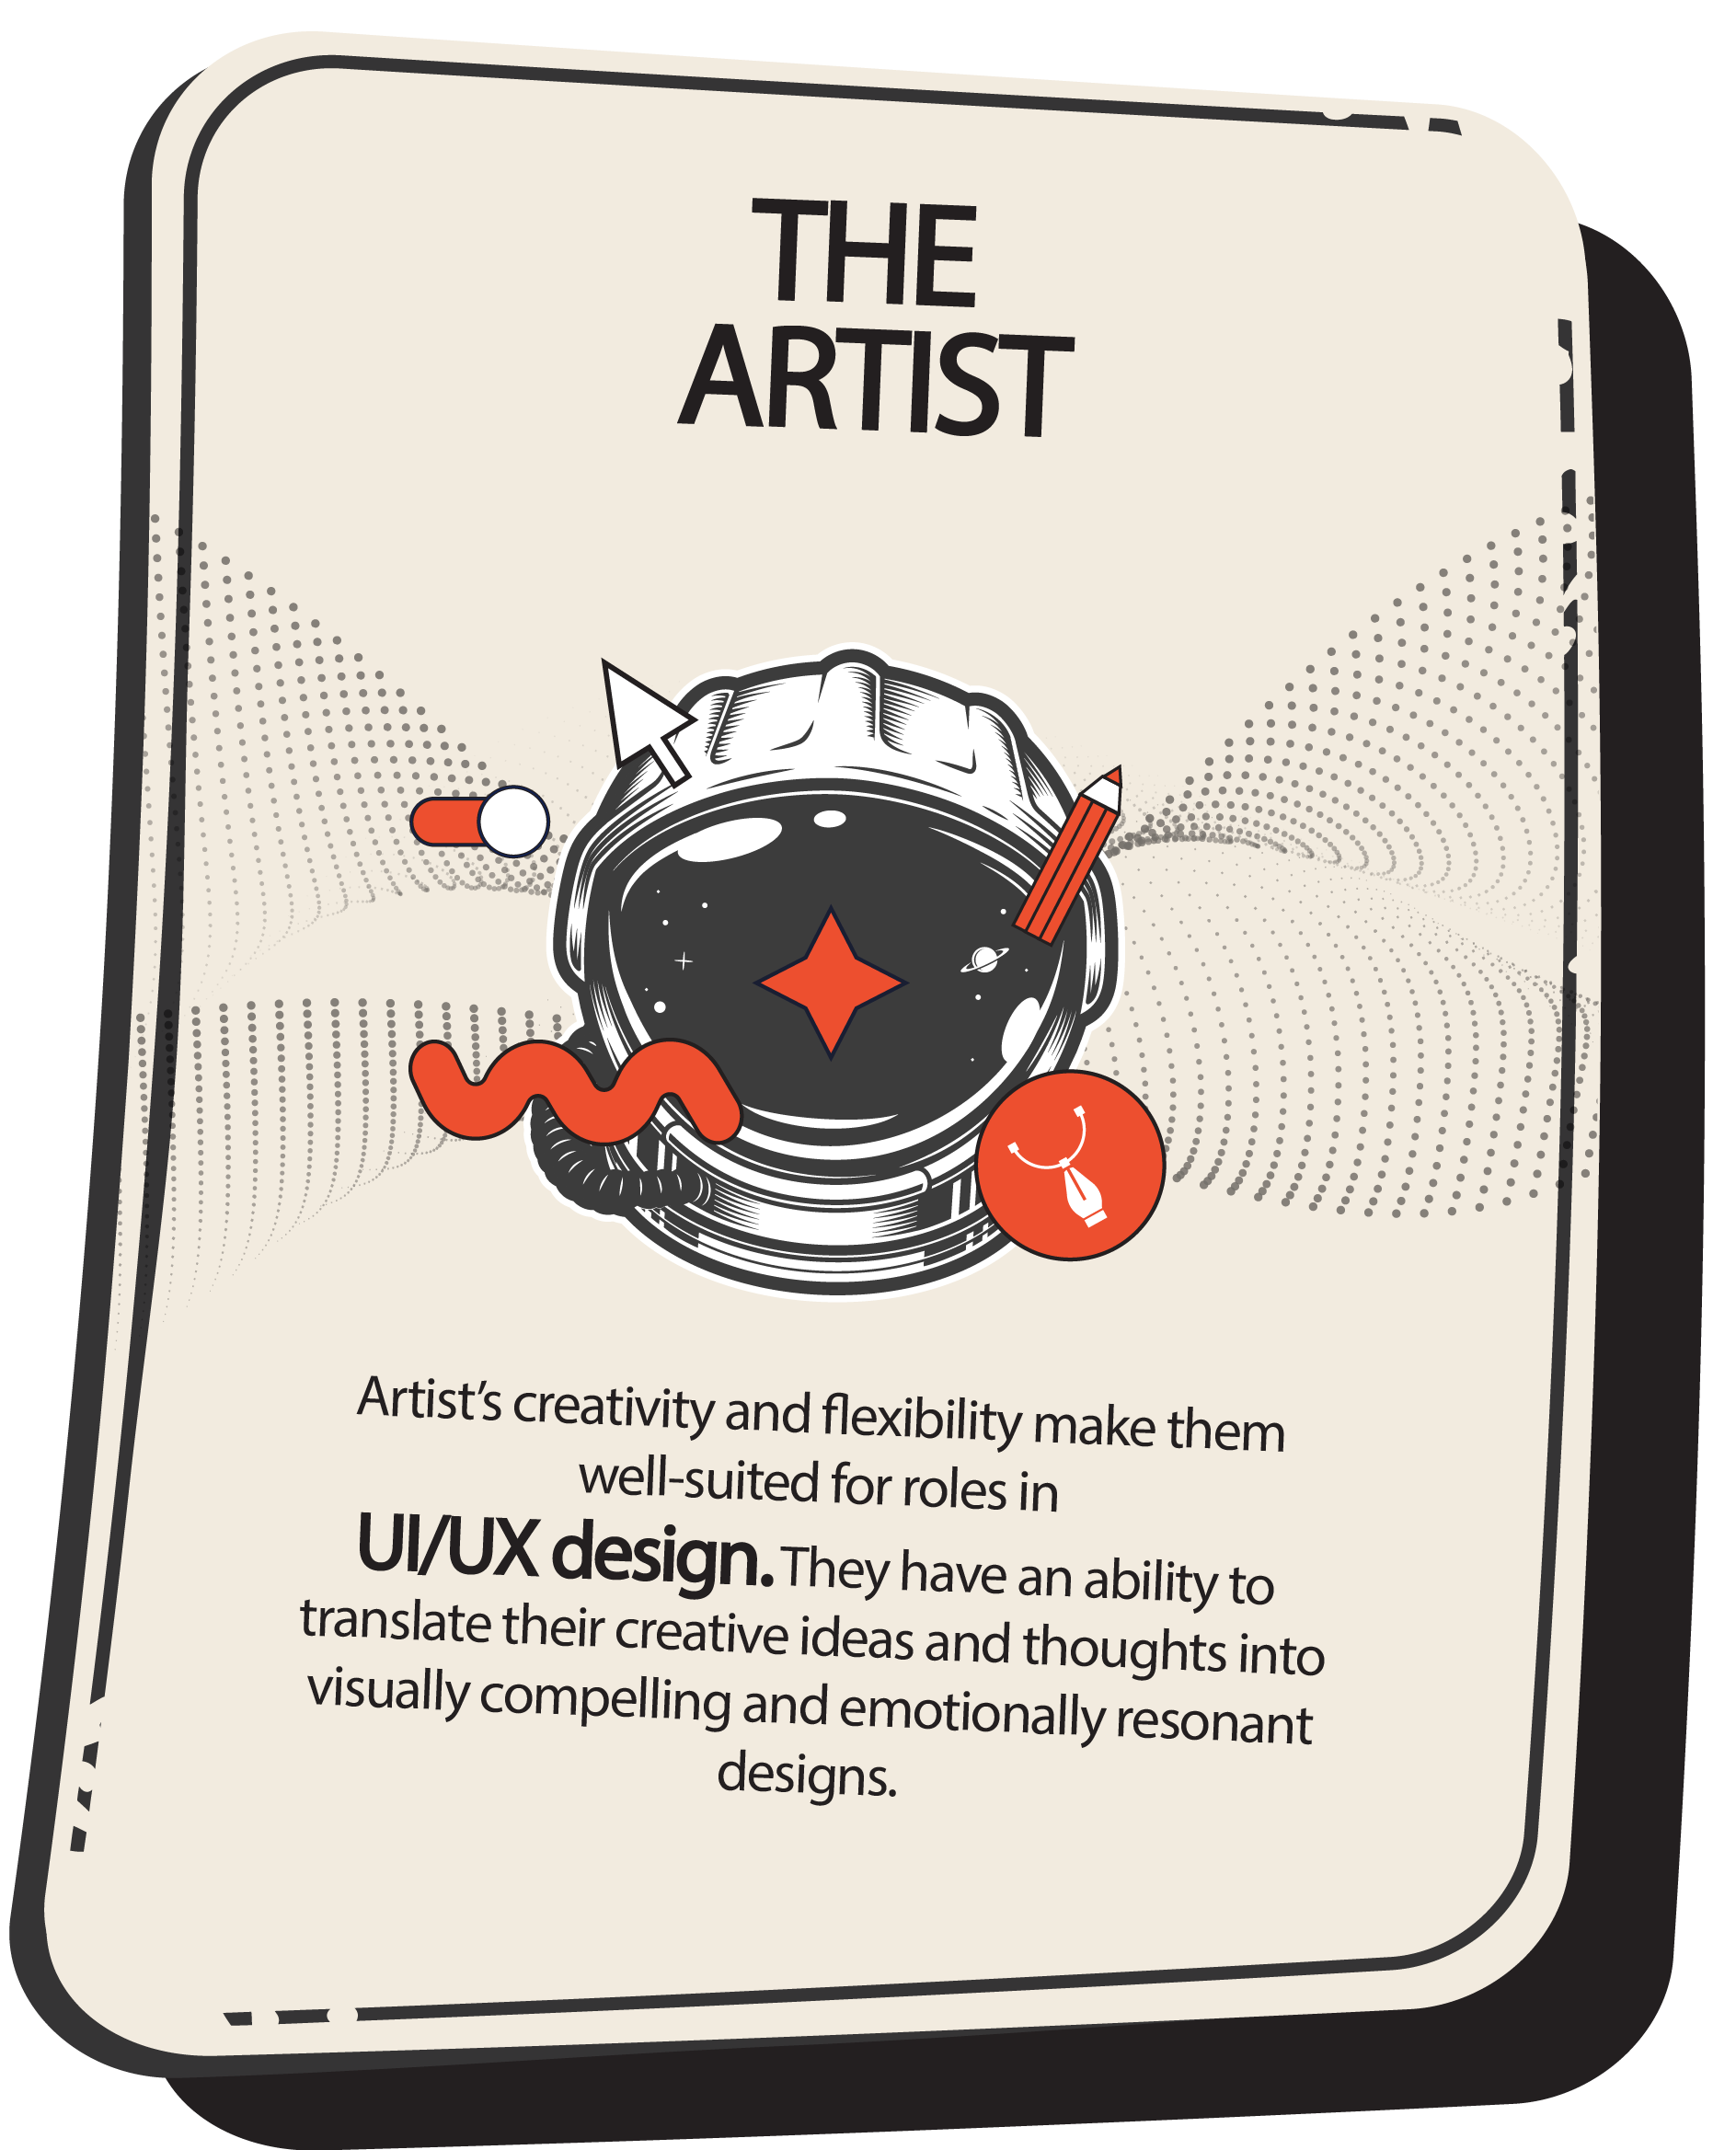 THE
ARTIST
Artist’s creativity and flexibility make them
well-suited for roles in
UI/UX design. They have an ability to
translate their creative ideas and thoughts into
visually compelling and emotionally resonant
designs.